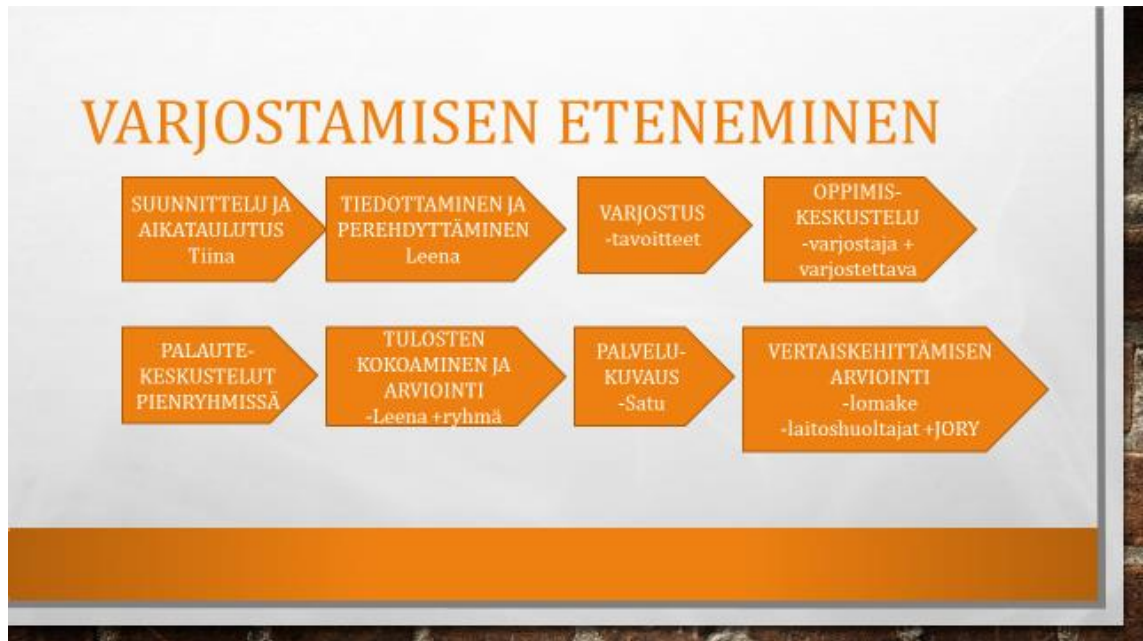 VARJOSTAMISEN ETENEMINEN
SUUNNITTELU JA
AIKATAULUTUS
Tiina
TIEDOTTAMINEN JA
PEREHDYTTÄMINEN
Leena
VARJOSTUS
-tavoitteet
OPPIMIS-
KESKUSTELU
-varjostaja +
varjostettava
PALAUTE-
KESKUSTELUT
PIENRYHMISSÄ
TULOSTEN
KOKOAMINEN JA
ARVIOINTI
-Leena +ryhmä
PALVELU-
KUVAUS
-Satu
VERTAISKEHITTÄMISEN
ARVIOINTI
-lomake
-laitoshuoltajat +JORY